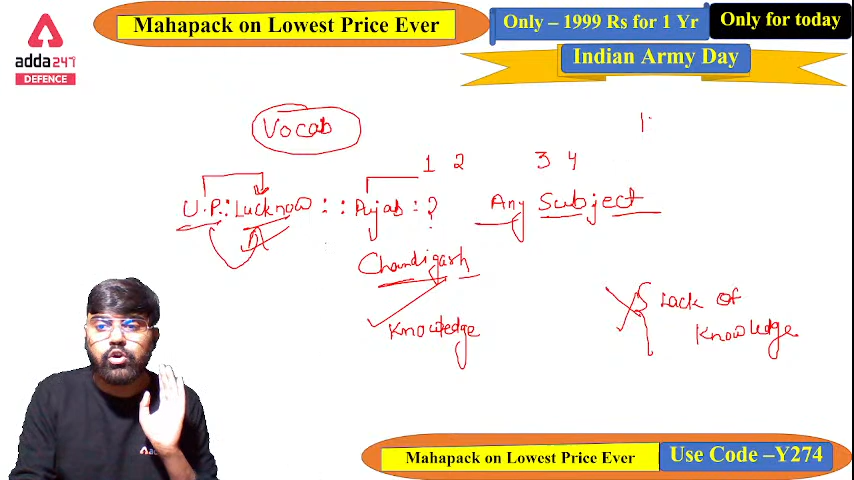 Mahapack on Lowest Price Ever
Only – 1999 Rs for 1 Yr
Only for today
adda247
DEFENCE
Indian Army Day
Vocab
1 2 3 4
U.P.: Lucknow :: Pujab : ? Any Subject
Chandigarh
Knowledge
Lack of
Knowledge
Mahapack on Lowest Price Ever
Use Code –Y274